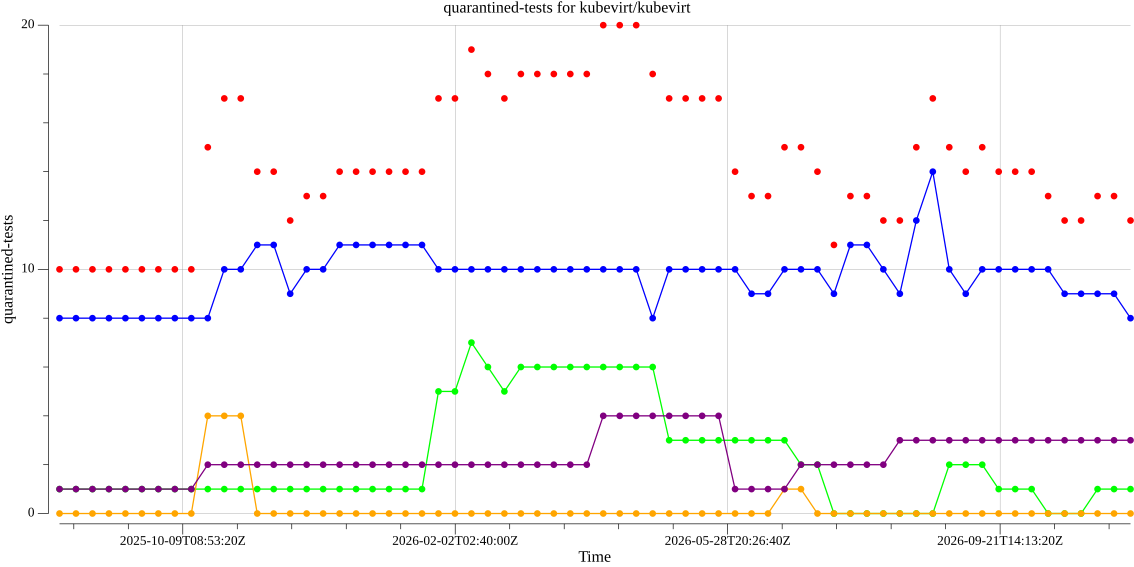 quarantined-tests for kubevirt/kubevirt
20
10
0
quarantined-tests
2025-10-09T08:53:20Z
2026-02-02T02:40:00Z
2026-05-28T20:26:40Z
2026-09-21T14:13:20Z
Time